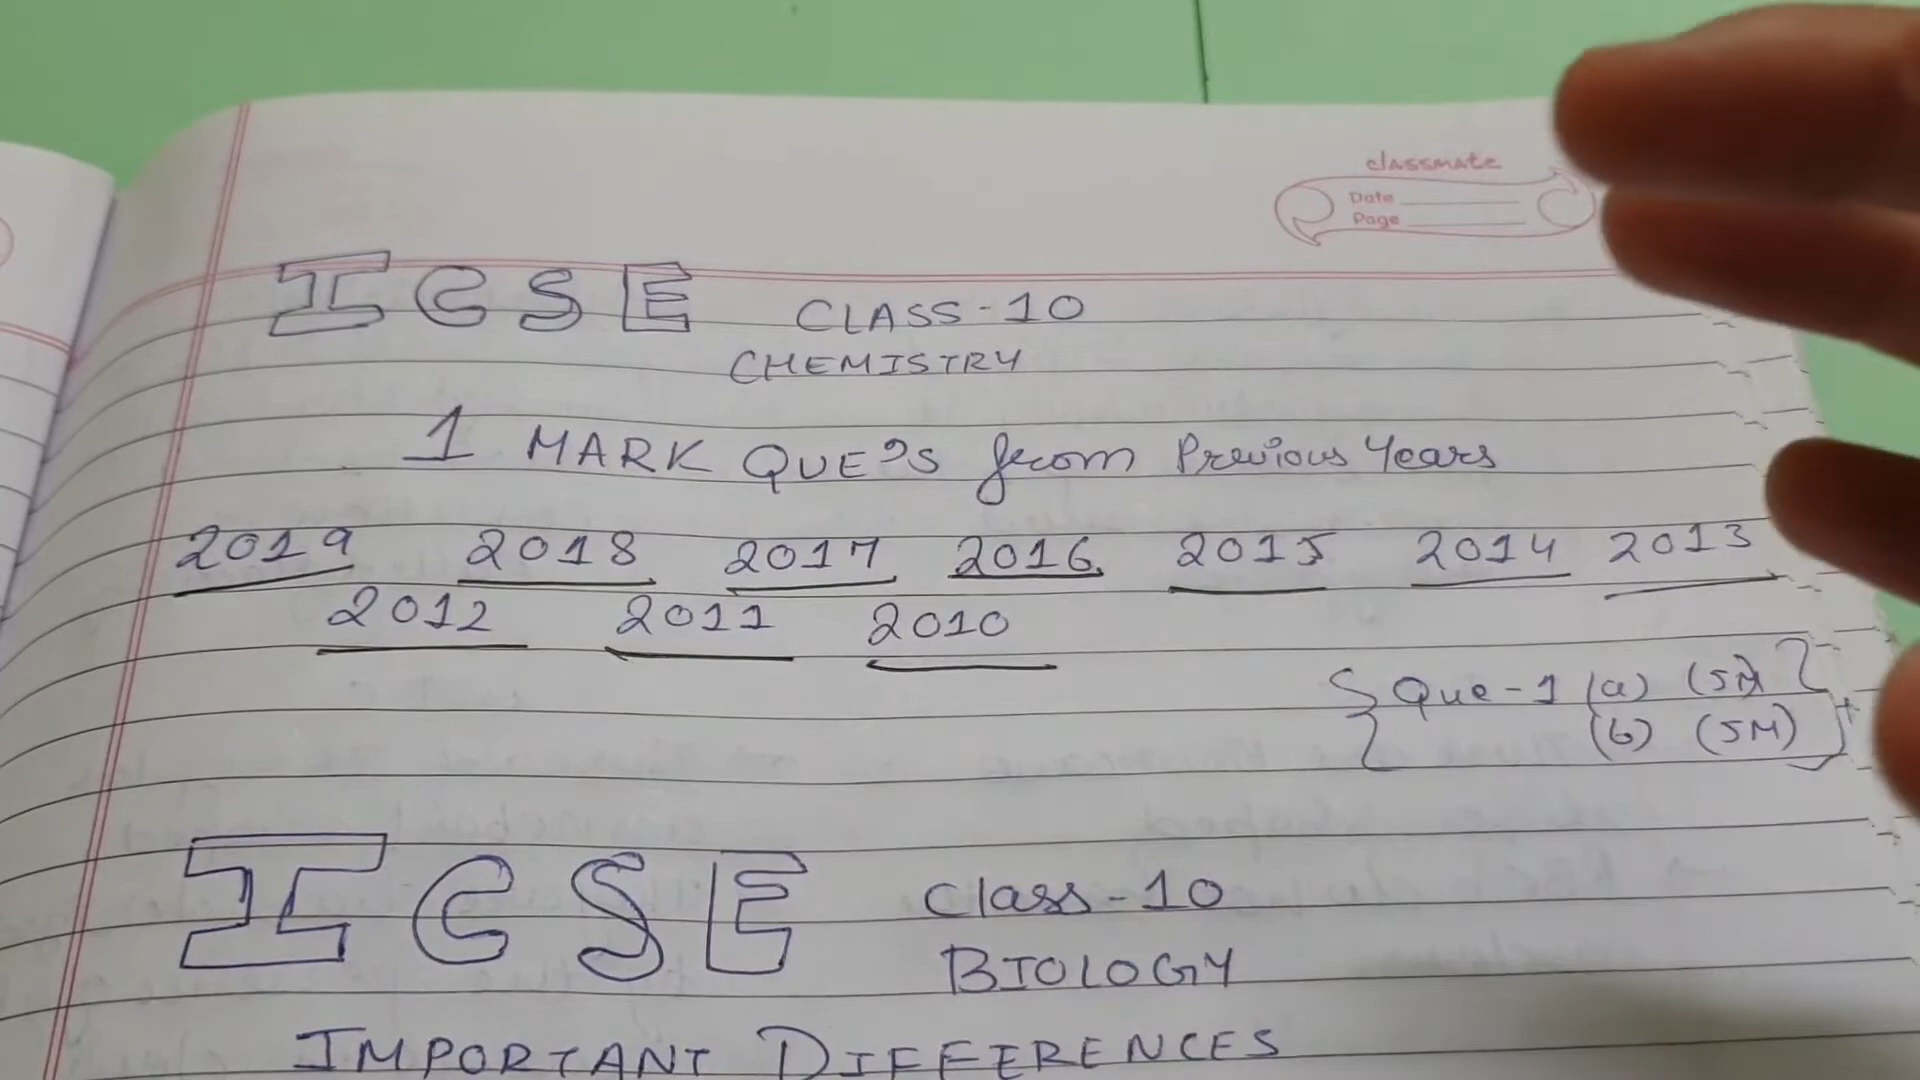 classmate
Date
Page
ICSE CLASS-10
CHEMISTRY
1 MARK QUE'S from Previous Years
2019 2018 2017 2016 2015 2014 2013
2012 2011 2010
{ Que-1 (a) (5M) }
(b) (5M)
ICSE Class-10
BIOLOGY
IMPORTANT DIFFERENCES